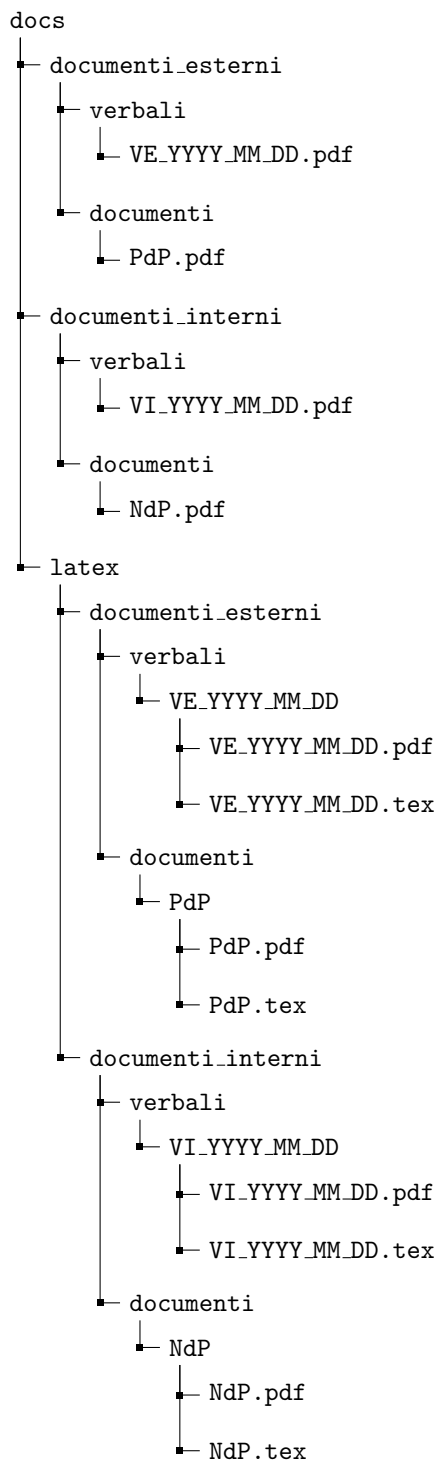 docs
documenti_esterni
verbali
VE_YYYY_MM_DD.pdf
documenti
PdP.pdf
documenti_interni
verbali
VI_YYYY_MM_DD.pdf
documenti
NdP.pdf
latex
documenti_esterni
verbali
VE_YYYY_MM_DD
VE_YYYY_MM_DD.pdf
VE_YYYY_MM_DD.tex
documenti
PdP
PdP.pdf
PdP.tex
documenti_interni
verbali
VI_YYYY_MM_DD
VI_YYYY_MM_DD.pdf
VI_YYYY_MM_DD.tex
documenti
NdP
NdP.pdf
NdP.tex